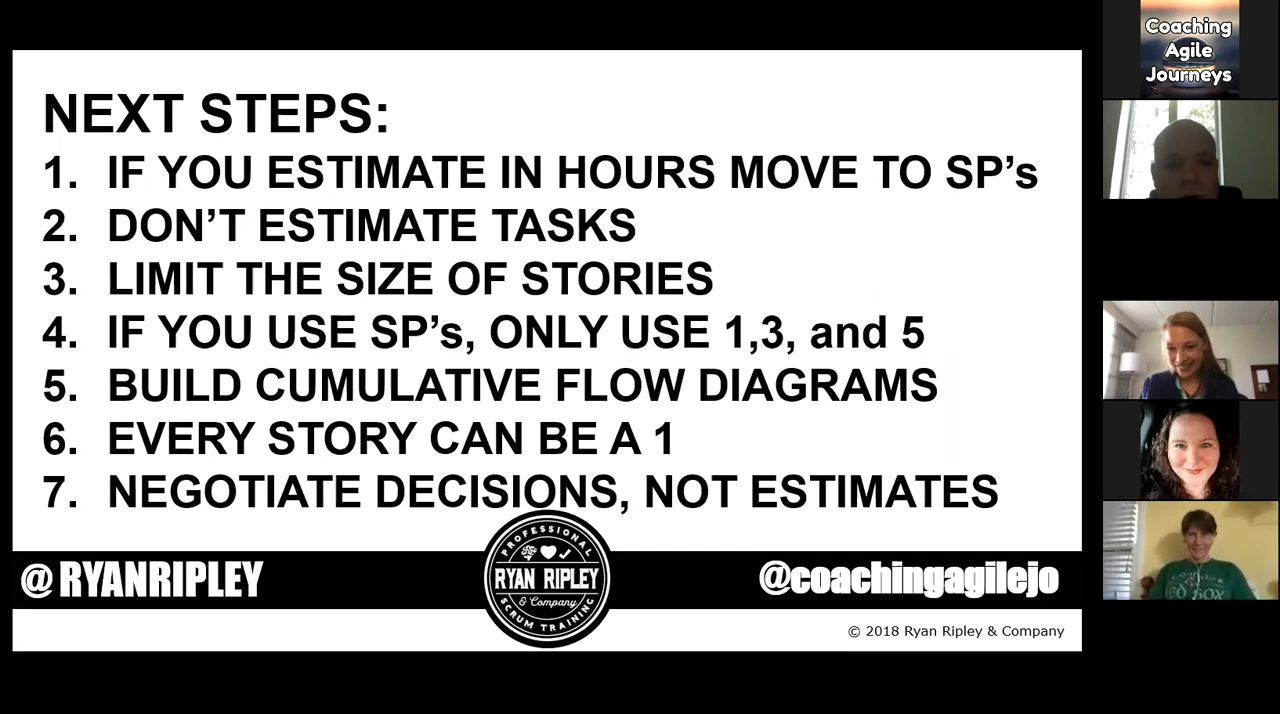 NEXT STEPS:
1. IF YOU ESTIMATE IN HOURS MOVE TO SP’s
2. DON’T ESTIMATE TASKS
3. LIMIT THE SIZE OF STORIES
4. IF YOU USE SP’s, ONLY USE 1,3, and 5
5. BUILD CUMULATIVE FLOW DIAGRAMS
6. EVERY STORY CAN BE A 1
7. NEGOTIATE DECISIONS, NOT ESTIMATES
@RYANRIPLEY
PROFESSIONAL
RYAN RIPLEY
& Company
SCRUM TRAINING
@coachingagilejo
© 2018 Ryan Ripley & Company
Coaching
Agile
Journeys